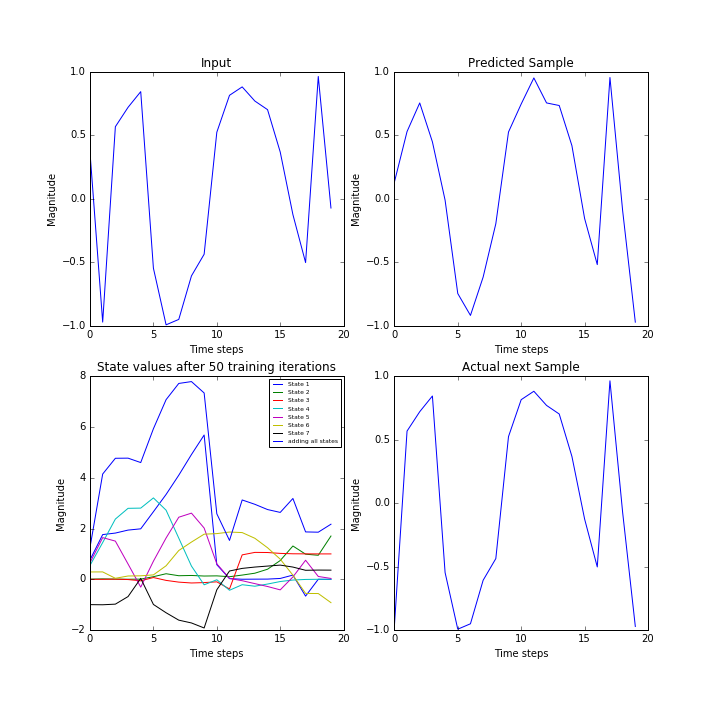 Input
Magnitude
1.0
0.5
0.0
−0.5
−1.0
0 5 10 15 20
Time steps
Predicted Sample
Magnitude
1.0
0.5
0.0
−0.5
−1.0
0 5 10 15 20
Time steps
State values after 50 training iterations
Magnitude
8
6
4
2
0
−2
0 5 10 15 20
Time steps
State 1
State 2
State 3
State 4
State 5
State 6
State 7
adding all states
Actual next Sample
Magnitude
1.0
0.5
0.0
−0.5
−1.0
0 5 10 15 20
Time steps